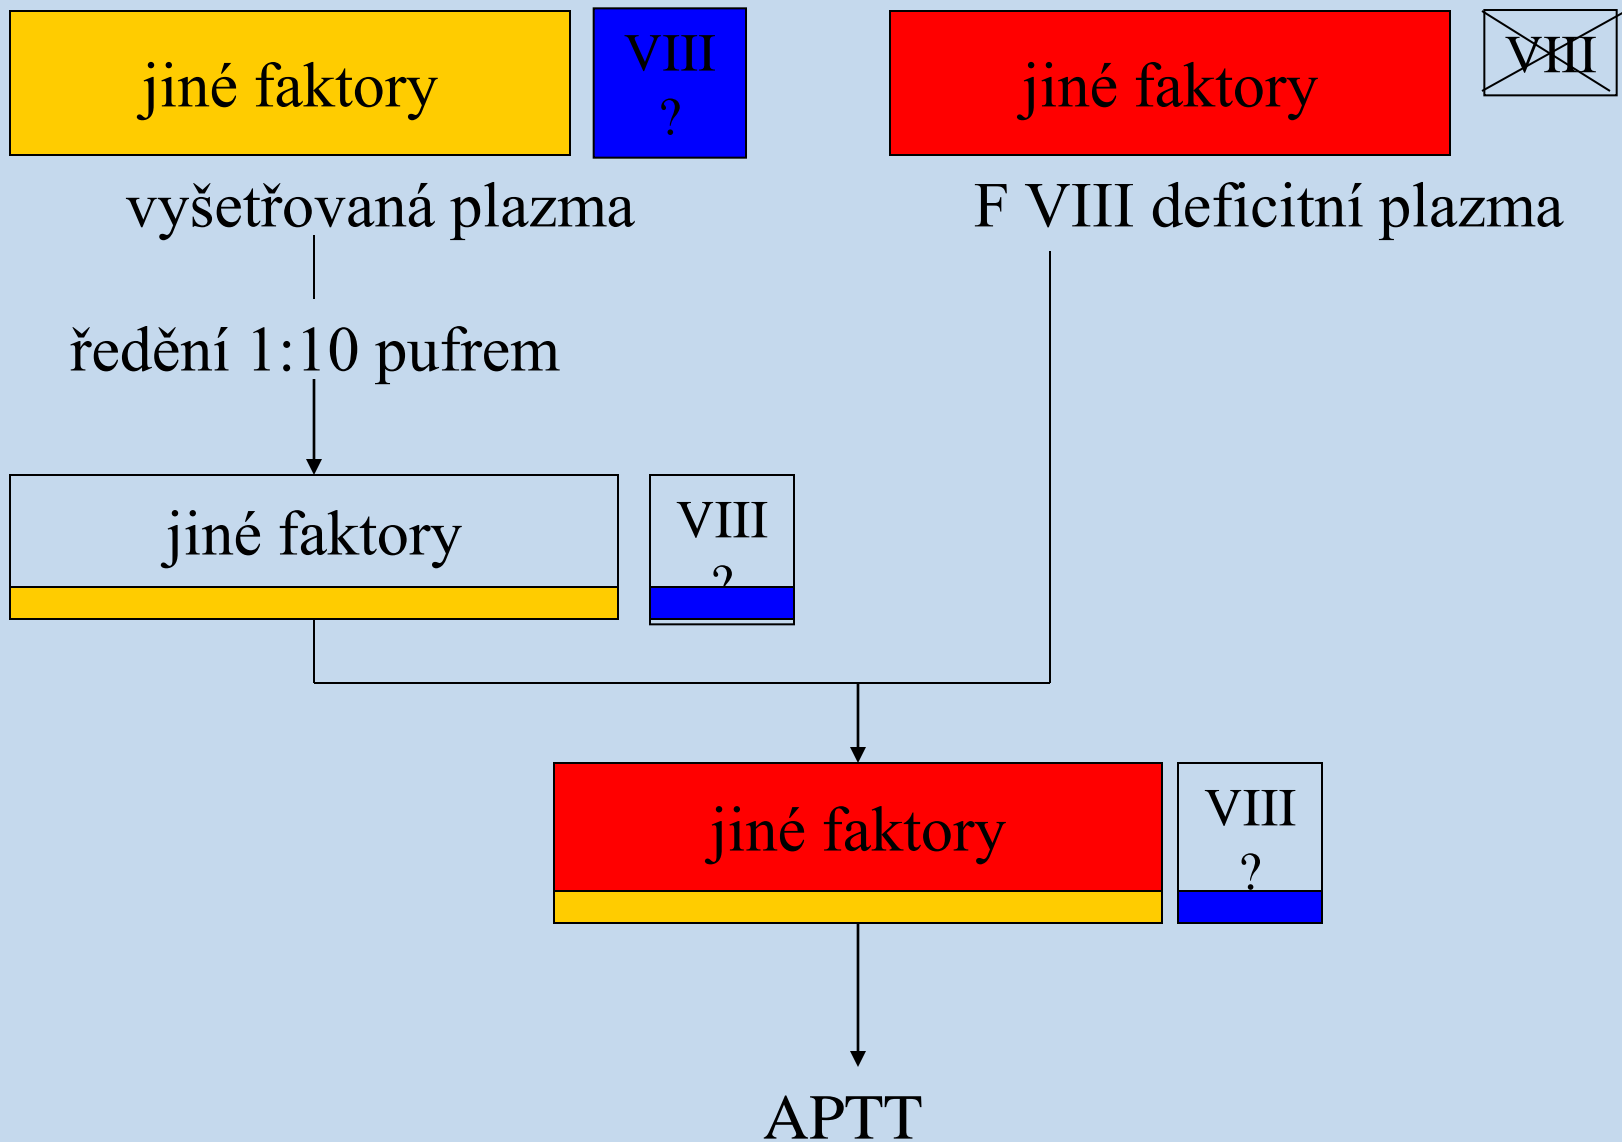 jiné faktory
VIII
?
jiné faktory
VIII
vyšetřovaná plazma
F VIII deficitní plazma
ředění 1:10 pufrem
jiné faktory
VIII
?
jiné faktory
VIII
?
APTT